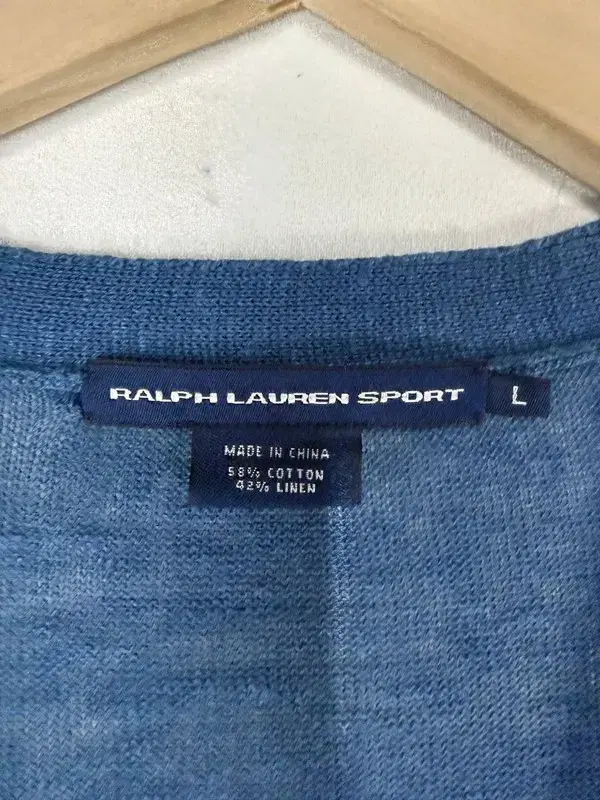 RALPH LAUREN SPORT L
MADE IN CHINA
58% COTTON
42% LINEN